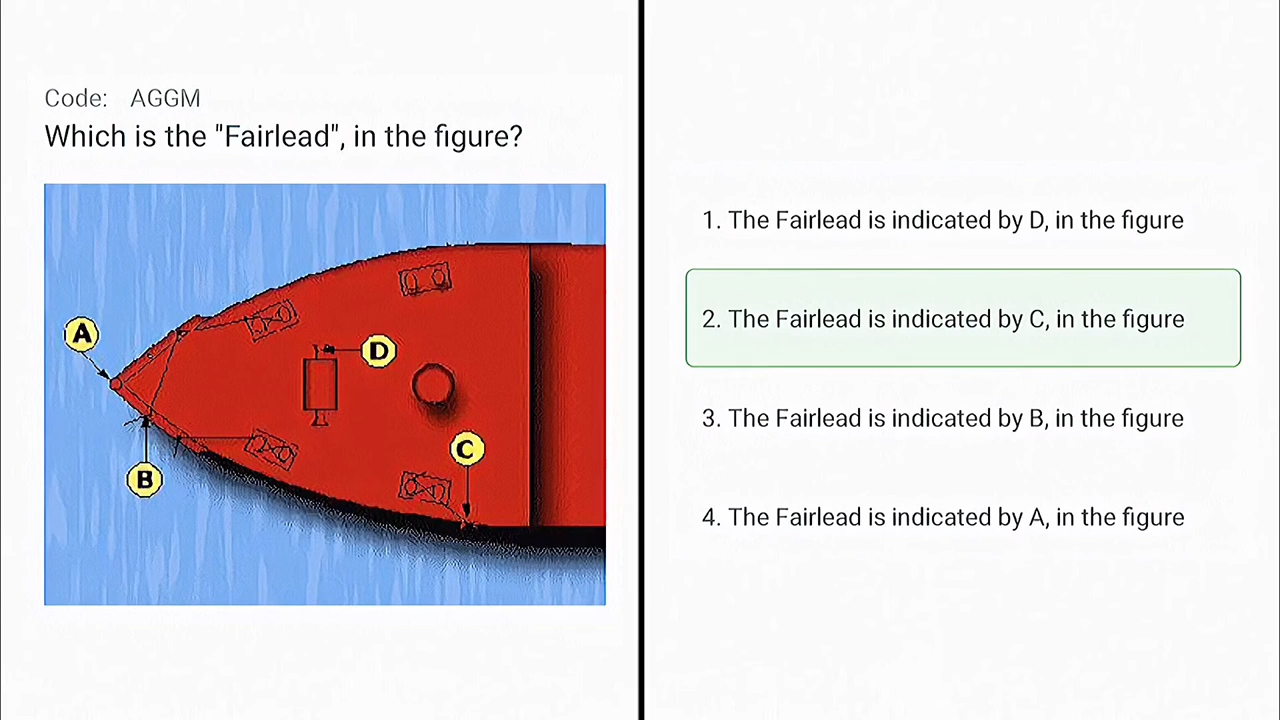 Code: AGGM
Which is the "Fairlead", in the figure?
A
D
C
B
1. The Fairlead is indicated by D, in the figure
2. The Fairlead is indicated by C, in the figure
3. The Fairlead is indicated by B, in the figure
4. The Fairlead is indicated by A, in the figure